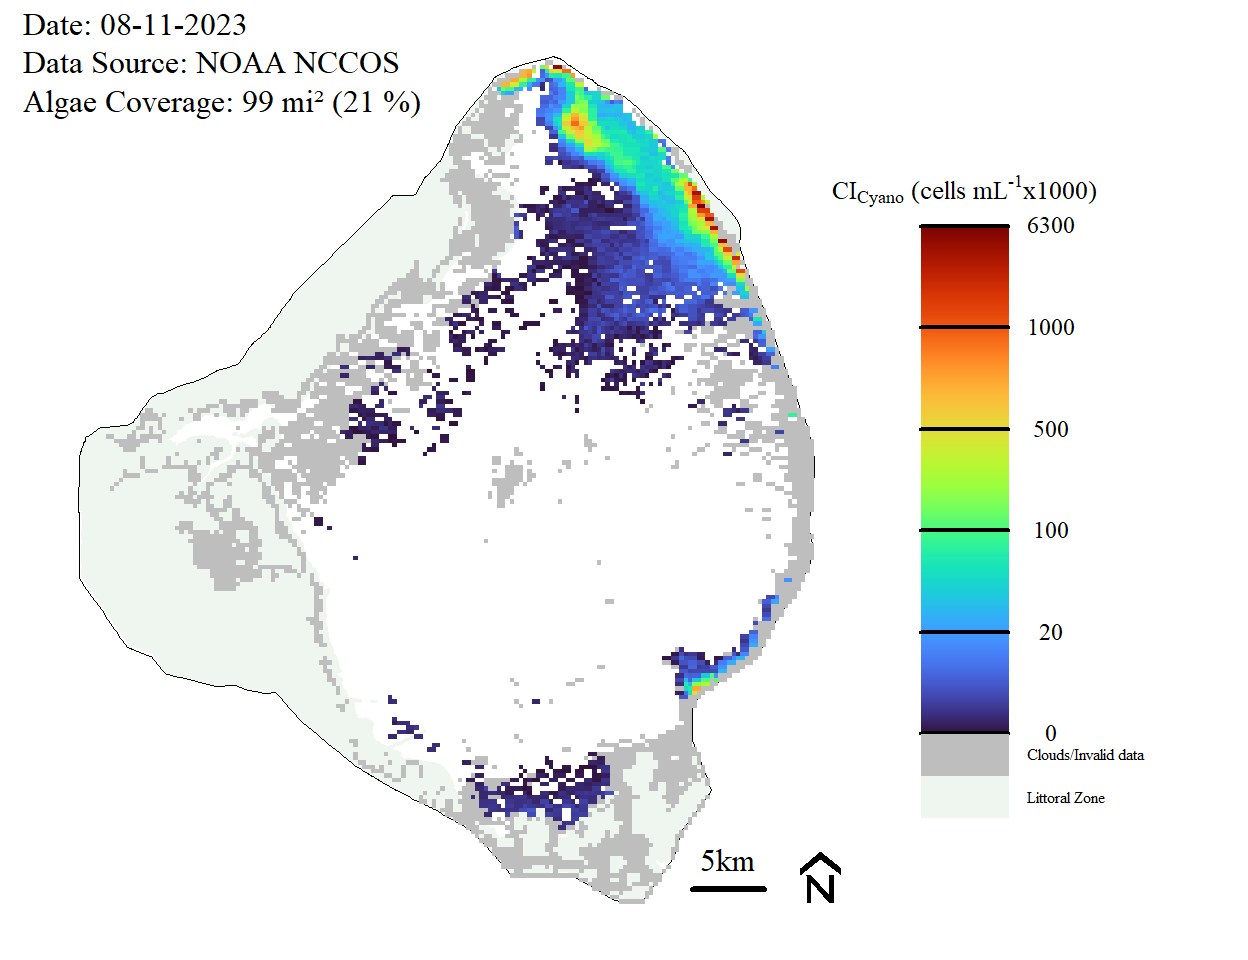 Date: 08-11-2023
Data Source: NOAA NCCOS
Algae Coverage: 99 mi² (21 %)
CI_Cyano (cells mL⁻¹x1000)
6300
1000
500
100
20
0
Clouds/Invalid data
Littoral Zone
5km
N